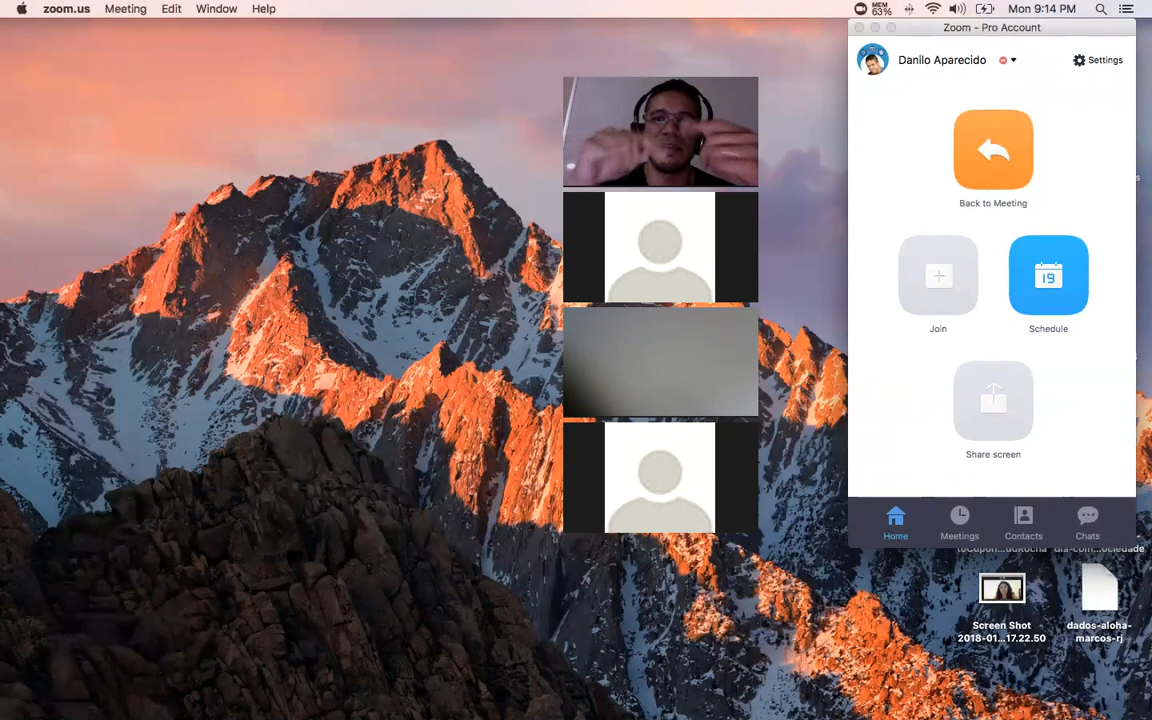 zoom.us Meeting Edit Window Help
MEM 63% Mon 9:14 PM
Zoom - Pro Account
Danilo Aparecido
Settings
Back to Meeting
19
Join
Schedule
Share screen
Home
Meetings
Contacts
Chats
Screen Shot
2018-01...17.22.50
dados-aloha-
marcos-rj